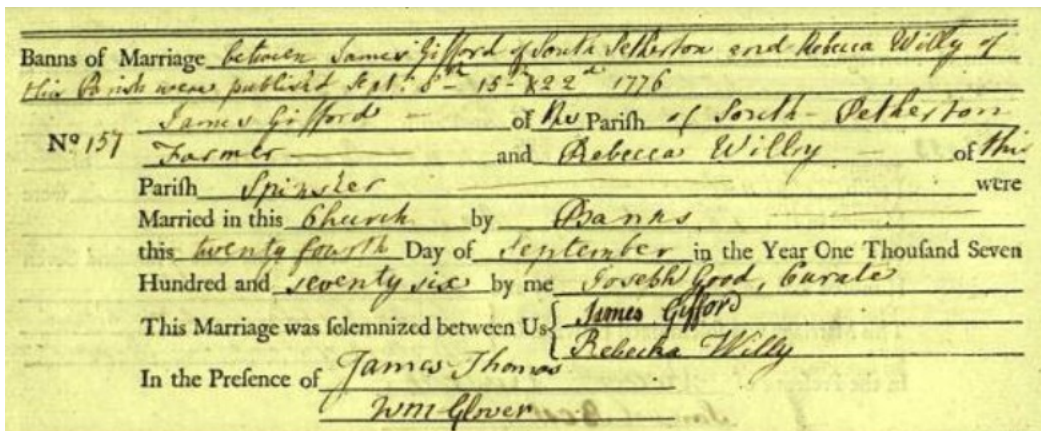 Banns of Marriage between James Gifford of South Petherton and Rebecca Willy of
this Parish were published Sept: 8th 15th & 22d 1776
James Gifford of the Parish of South Petherton
No 157 Farmer and Rebecca Willy of this
Parish Spinster were
Married in this Church by Banns
this twenty fourth Day of September in the Year One Thousand Seven
Hundred and seventy six by me Joseph Good, Curate
This Marriage was solemnized between Us { James Gifford
Rebecka Willy
In the Presence of James Thomas
Wm Glover